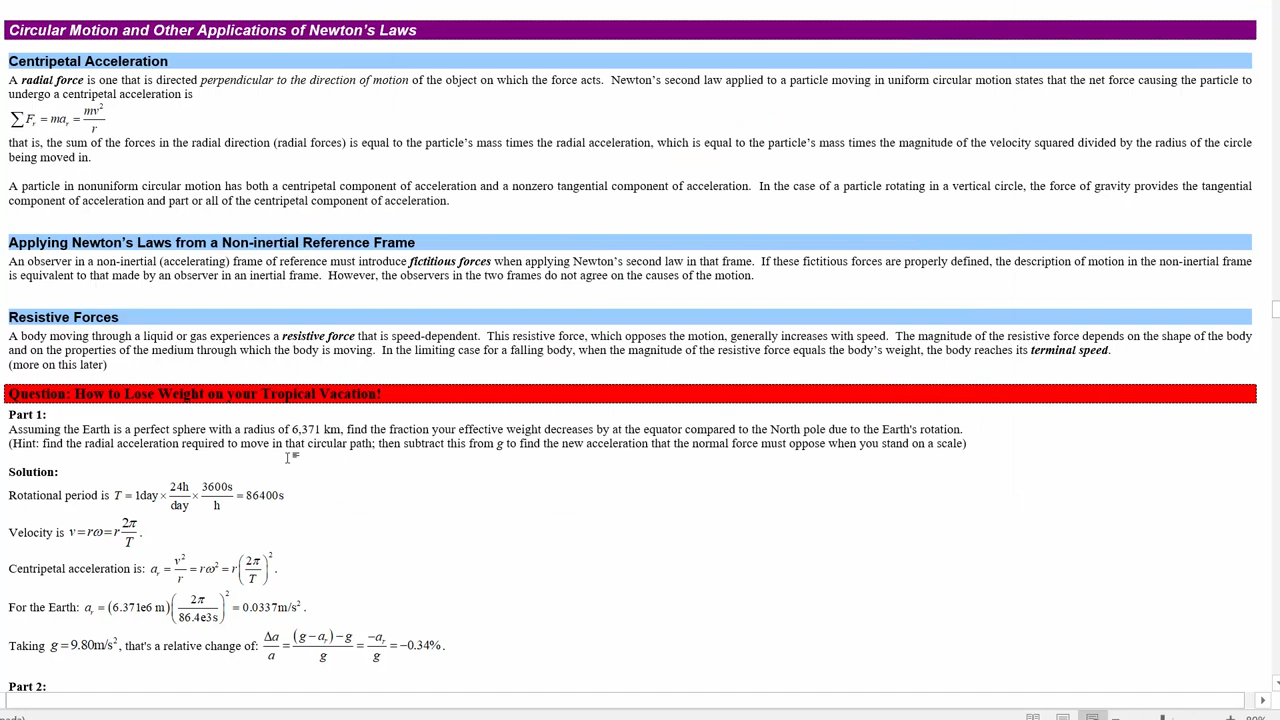 Circular Motion and Other Applications of Newton's Laws
Centripetal Acceleration
A radial force is one that is directed perpendicular to the direction of motion of the object on which the force acts. Newton's second law applied to a particle moving in uniform circular motion states that the net force causing the particle to
undergo a centripetal acceleration is
∑F_r = ma_r = mv²/r
that is, the sum of the forces in the radial direction (radial forces) is equal to the particle's mass times the radial acceleration, which is equal to the particle's mass times the magnitude of the velocity squared divided by the radius of the circle
being moved in.
A particle in nonuniform circular motion has both a centripetal component of acceleration and a nonzero tangential component of acceleration. In the case of a particle rotating in a vertical circle, the force of gravity provides the tangential
component of acceleration and part or all of the centripetal component of acceleration.
Applying Newton's Laws from a Non-inertial Reference Frame
An observer in a non-inertial (accelerating) frame of reference must introduce fictitious forces when applying Newton's second law in that frame. If these fictitious forces are properly defined, the description of motion in the non-inertial frame
is equivalent to that made by an observer in an inertial frame. However, the observers in the two frames do not agree on the causes of the motion.
Resistive Forces
A body moving through a liquid or gas experiences a resistive force that is speed-dependent. This resistive force, which opposes the motion, generally increases with speed. The magnitude of the resistive force depends on the shape of the body
and on the properties of the medium through which the body is moving. In the limiting case for a falling body, when the magnitude of the resistive force equals the body's weight, the body reaches its terminal speed.
(more on this later)
Question: How to Lose Weight on your Tropical Vacation!
Part 1:
Assuming the Earth is a perfect sphere with a radius of 6,371 km, find the fraction your effective weight decreases by at the equator compared to the North pole due to the Earth's rotation.
(Hint: find the radial acceleration required to move in that circular path; then subtract this from g to find the new acceleration that the normal force must oppose when you stand on a scale)
Solution:
Rotational period is T = 1day × 24h/day × 3600s/h = 86400s
Velocity is v = rω = r 2π/T.
Centripetal acceleration is: a_r = v²/r = rω² = r(2π/T)².
For the Earth: a_r = (6.371e6 m)(2π/86.4e3s)² = 0.0337m/s².
Taking g = 9.80m/s², that's a relative change of: Δa/a = ((g − a_r) − g)/g = −a_r/g = −0.34%.
Part 2: